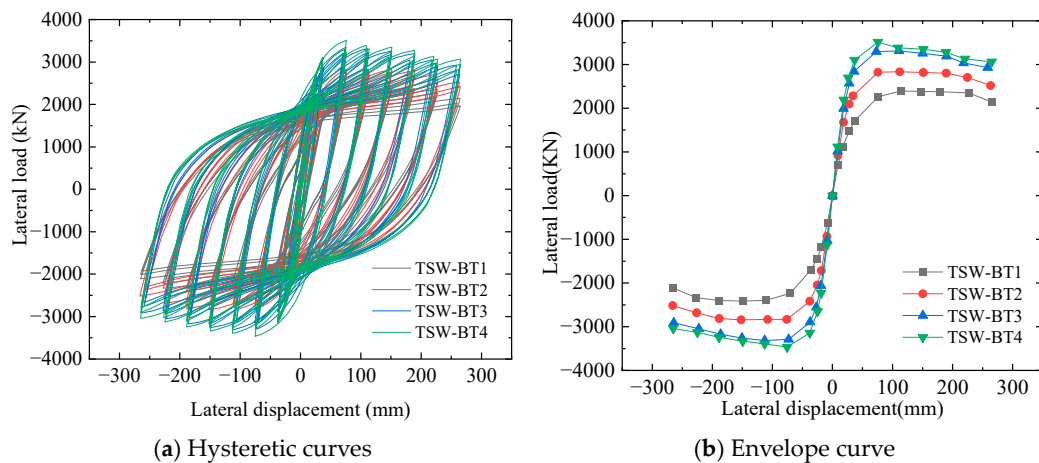 4000
3000
2000
1000
0
−1000
−2000
−3000
−4000
Lateral load (kN)
−300 −200 −100 0 100 200 300
Lateral displacement (mm)
TSW-BT1
TSW-BT2
TSW-BT3
TSW-BT4
(a) Hysteretic curves
4000
3000
2000
1000
0
−1000
−2000
−3000
−4000
Lateral load(KN)
−300 −200 −100 0 100 200 300
Lateral displacement(mm)
TSW-BT1
TSW-BT2
TSW-BT3
TSW-BT4
(b) Envelope curve